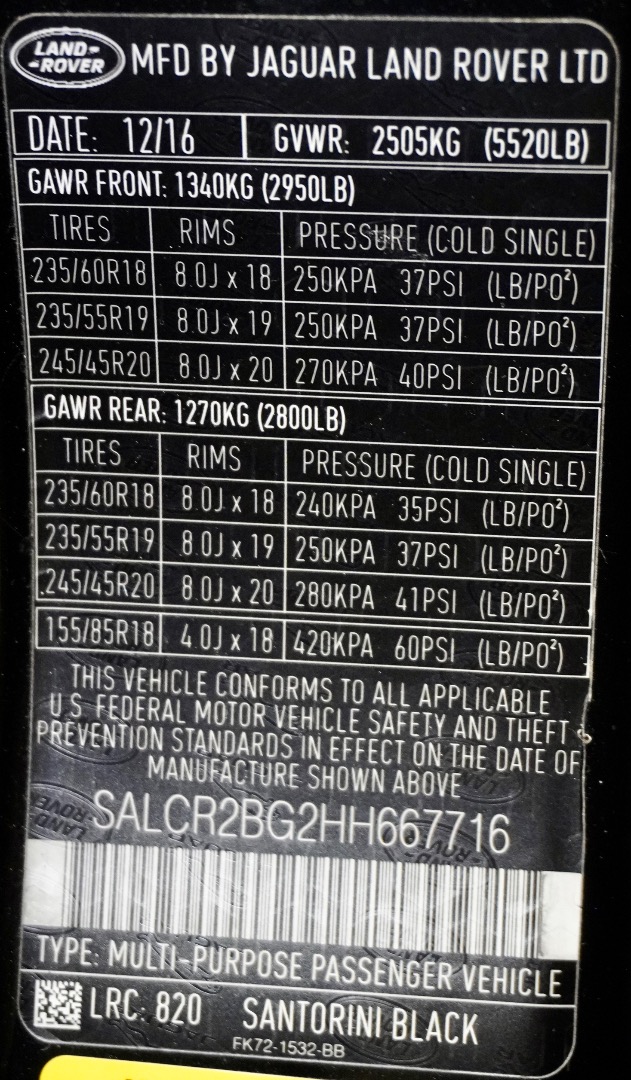 LAND-
-ROVER
MFD BY JAGUAR LAND ROVER LTD
DATE: 12/16 GVWR: 2505KG (5520LB)
GAWR FRONT: 1340KG (2950LB)
TIRES RIMS PRESSURE (COLD SINGLE)
235/60R18 8.0J x 18 250KPA 37PSI (LB/PO²)
235/55R19 8.0J x 19 250KPA 37PSI (LB/PO²)
245/45R20 8.0J x 20 270KPA 40PSI (LB/PO²)
GAWR REAR: 1270KG (2800LB)
TIRES RIMS PRESSURE (COLD SINGLE)
235/60R18 8.0J x 18 240KPA 35PSI (LB/PO²)
235/55R19 8.0J x 19 250KPA 37PSI (LB/PO²)
245/45R20 8.0J x 20 280KPA 41PSI (LB/PO²)
155/85R18 4.0J x 18 420KPA 60PSI (LB/PO²)
THIS VEHICLE CONFORMS TO ALL APPLICABLE
U.S. FEDERAL MOTOR VEHICLE SAFETY AND THEFT
PREVENTION STANDARDS IN EFFECT ON THE DATE OF
MANUFACTURE SHOWN ABOVE
SALCR2BG2HH667716
TYPE: MULTI-PURPOSE PASSENGER VEHICLE
LRC: 820 SANTORINI BLACK
FK72-1532-BB